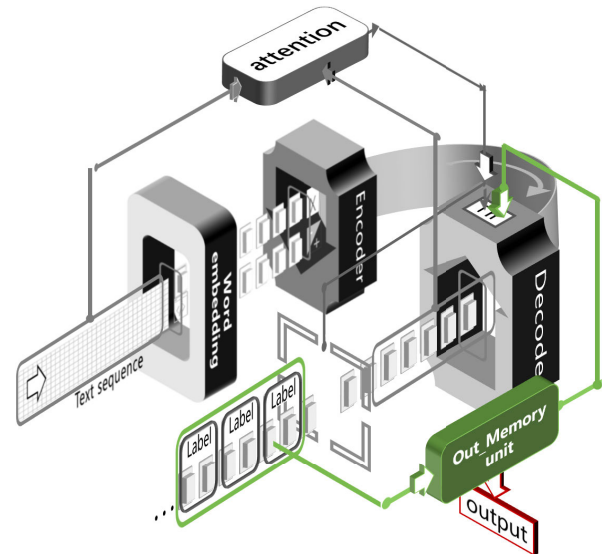 attention
Encoder
Word
embedding
Decode
Text sequence
Label
Label
Label
Out_Memory
unit
output
...